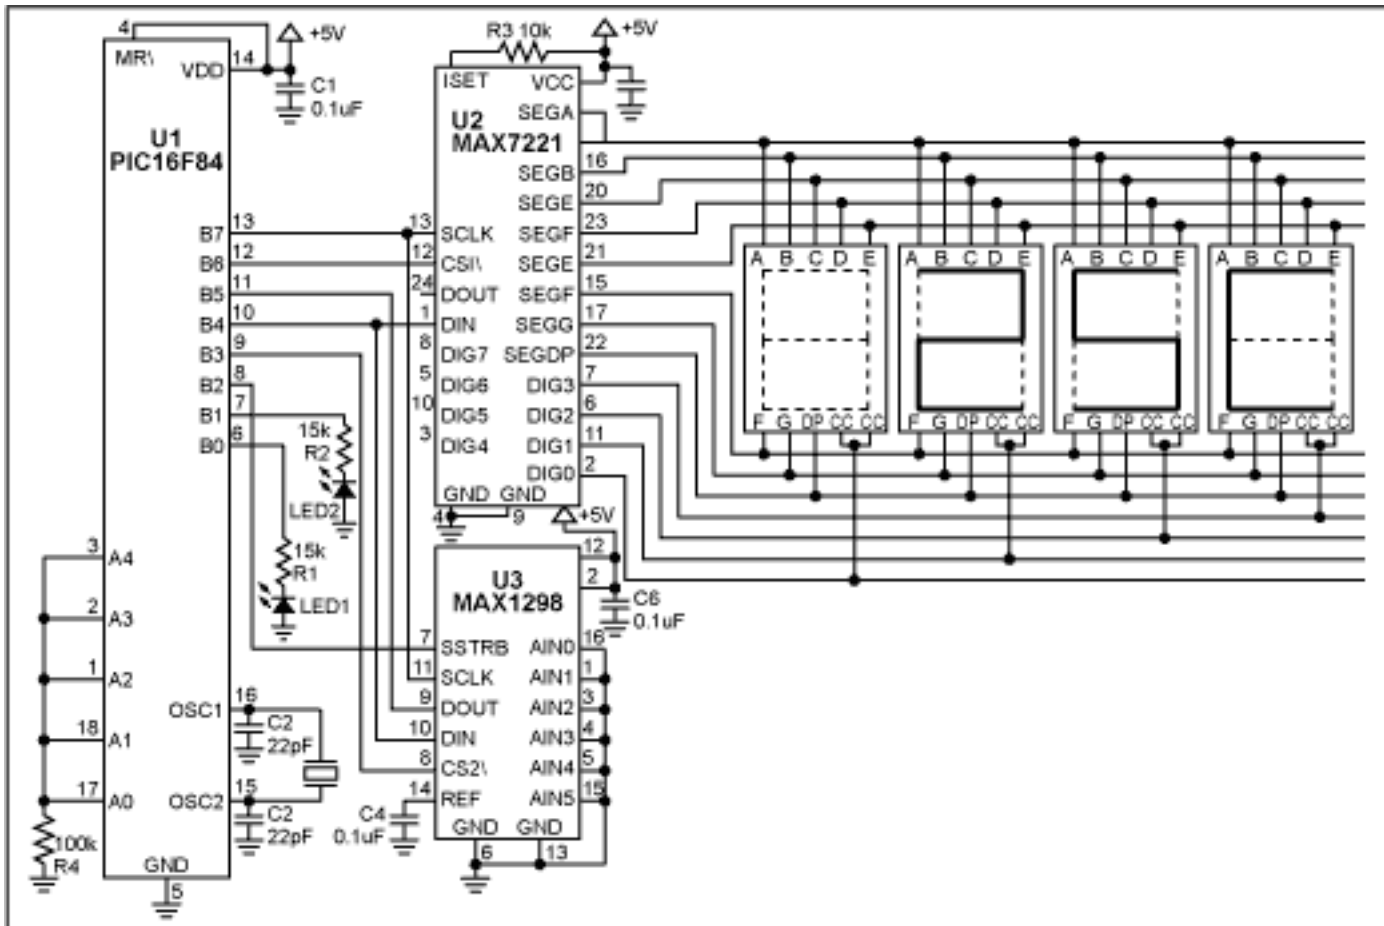 4
MR\
VDD
14
+5V
C1
0.1uF
U1
PIC16F84
B7
13
B6
12
B5
11
B4
10
B3
9
B2
8
B1
7
B0
6
15k
R2
LED2
15k
R1
LED1
3
A4
2
A3
1
A2
18
A1
17
A0
100k
R4
OSC1
16
C2
22pF
OSC2
15
C2
22pF
GND
5
R3 10k
+5V
ISET
VCC
U2
MAX7221
SEGA
SEGB
16
SEGE
20
13
SCLK
SEGF
23
12
CSI\
SEGE
21
24
DOUT
SEGF
15
1
DIN
SEGG
17
8
DIG7
SEGDP
22
5
DIG6
DIG3
7
10
DIG5
DIG2
6
3
DIG4
DIG1
11
DIG0
2
GND GND
4
9
+5V
12
2
U3
MAX1298
C6
0.1uF
7
SSTRB
AIN0
16
11
SCLK
AIN1
1
9
DOUT
AIN2
3
10
DIN
AIN3
4
8
CS2\
AIN4
5
14
REF
AIN5
15
C4
0.1uF
GND GND
6
13
A B C D E
F G DP CC CC
A B C D E
F G DP CC CC
A B C D E
F G DP CC CC
A B C D E
F G DP CC CC